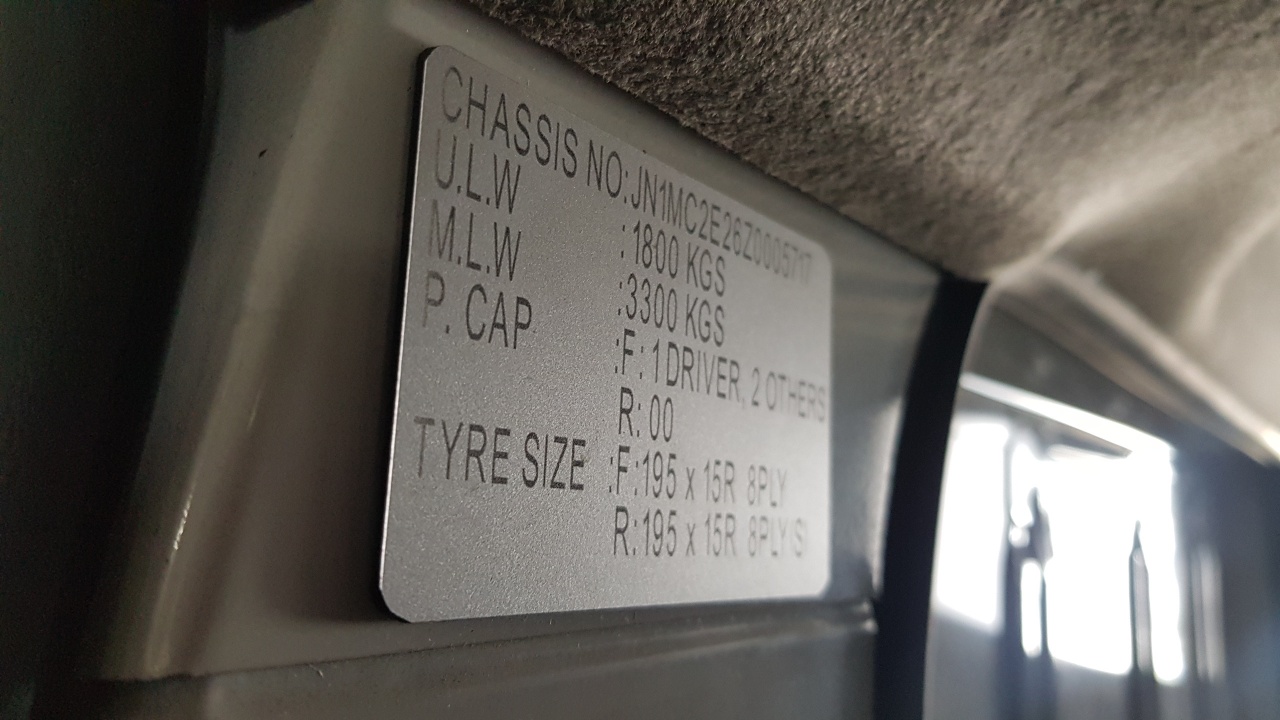 CHASSIS NO:JN1MC2E26Z0005717
U.L.W :1800 KGS
M.L.W :3300 KGS
P. CAP :F: 1 DRIVER, 2 OTHERS
R: 00
TYRE SIZE :F:195 x 15R 8PLY
R:195 x 15R 8PLY (S)